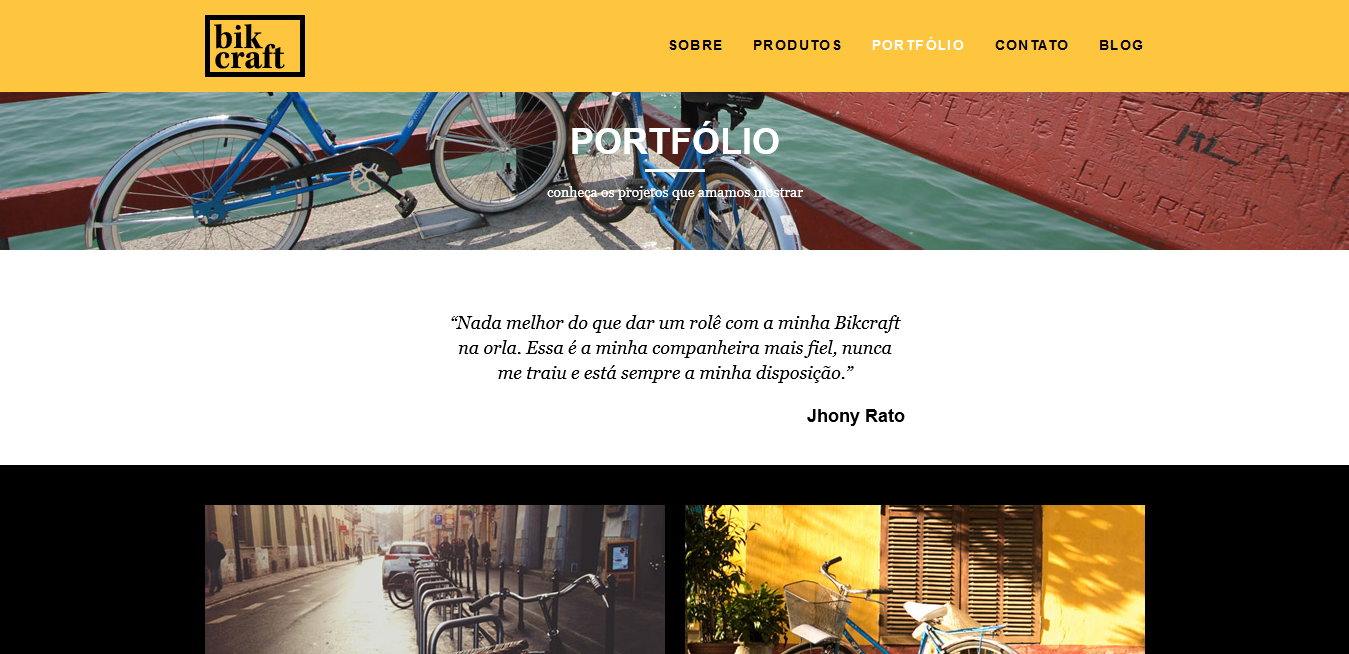 bik
craft
SOBRE PRODUTOS PORTFÓLIO CONTATO BLOG
PORTFÓLIO
conheça os projetos que amamos mostrar
“Nada melhor do que dar um rolê com a minha Bikcraft
na orla. Essa é a minha companheira mais fiel, nunca
me traiu e está sempre a minha disposição.”
Jhony Rato